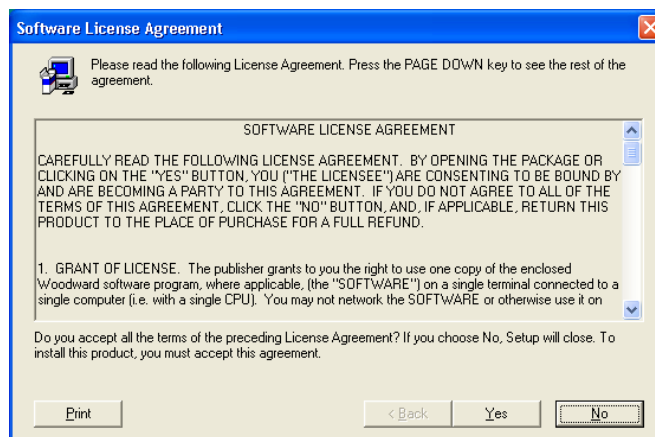 Software License Agreement
Please read the following License Agreement. Press the PAGE DOWN key to see the rest of the
agreement.
SOFTWARE LICENSE AGREEMENT
CAREFULLY READ THE FOLLOWING LICENSE AGREEMENT. BY OPENING THE PACKAGE OR
CLICKING ON THE "YES" BUTTON, YOU ("THE LICENSEE") ARE CONSENTING TO BE BOUND BY
AND ARE BECOMING A PARTY TO THIS AGREEMENT. IF YOU DO NOT AGREE TO ALL OF THE
TERMS OF THIS AGREEMENT, CLICK THE "NO" BUTTON, AND, IF APPLICABLE, RETURN THIS
PRODUCT TO THE PLACE OF PURCHASE FOR A FULL REFUND.
1. GRANT OF LICENSE. The publisher grants to you the right to use one copy of the enclosed
Woodward software program, where applicable, (the "SOFTWARE") on a single terminal connected to a
single computer (i.e. with a single CPU). You may not network the SOFTWARE or otherwise use it on
Do you accept all the terms of the preceding License Agreement? If you choose No, Setup will close. To
install this product, you must accept this agreement.
Print < Back Yes No